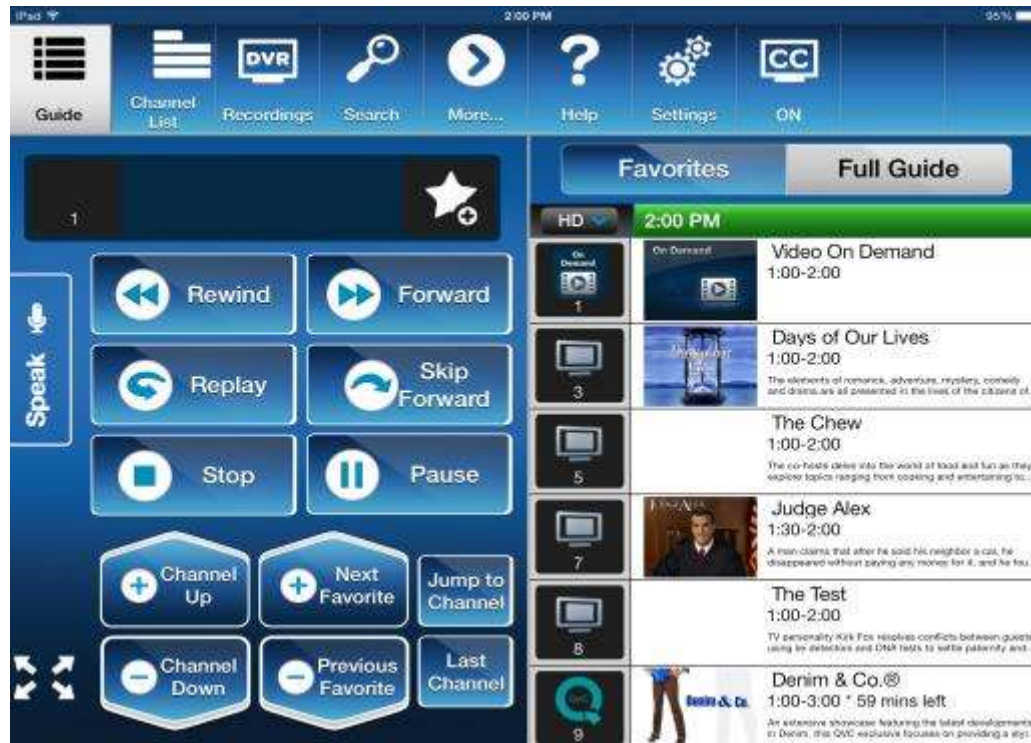 iPad
2:00 PM
95%
DVR
CC
Guide
Channel
List
Recordings
Search
More...
Help
Settings
ON
1
Speak
Rewind
Forward
Replay
Skip
Forward
Stop
Pause
Channel
Up
Next
Favorite
Jump to
Channel
Channel
Down
Previous
Favorite
Last
Channel
Favorites
Full Guide
HD
2:00 PM
On
Demand
1
On Demand
Video On Demand
1:00-2:00
3
Days of Our Lives
1:00-2:00
The elements of romance, adventure, mystery, comedy
and drama are all presented in the lives of the citizens of...
5
The Chew
1:00-2:00
The co-hosts delve into the world of food and fun as they
explore topics ranging from cooking and entertaining to...
7
Judge Alex
1:30-2:00
A man claims that after he sold his neighbor a car, he
disappeared without paying any money for it, and he fou...
8
The Test
1:00-2:00
TV personality Kirk Fox resolves conflicts between guests
using lie detectors and DNA tests to settle paternity and...
QVC
9
Denim & Co.
Denim & Co.®
1:00-3:00 * 59 mins left
An extensive showcase featuring the latest developments
in Denim, this QVC exclusive focuses on providing a